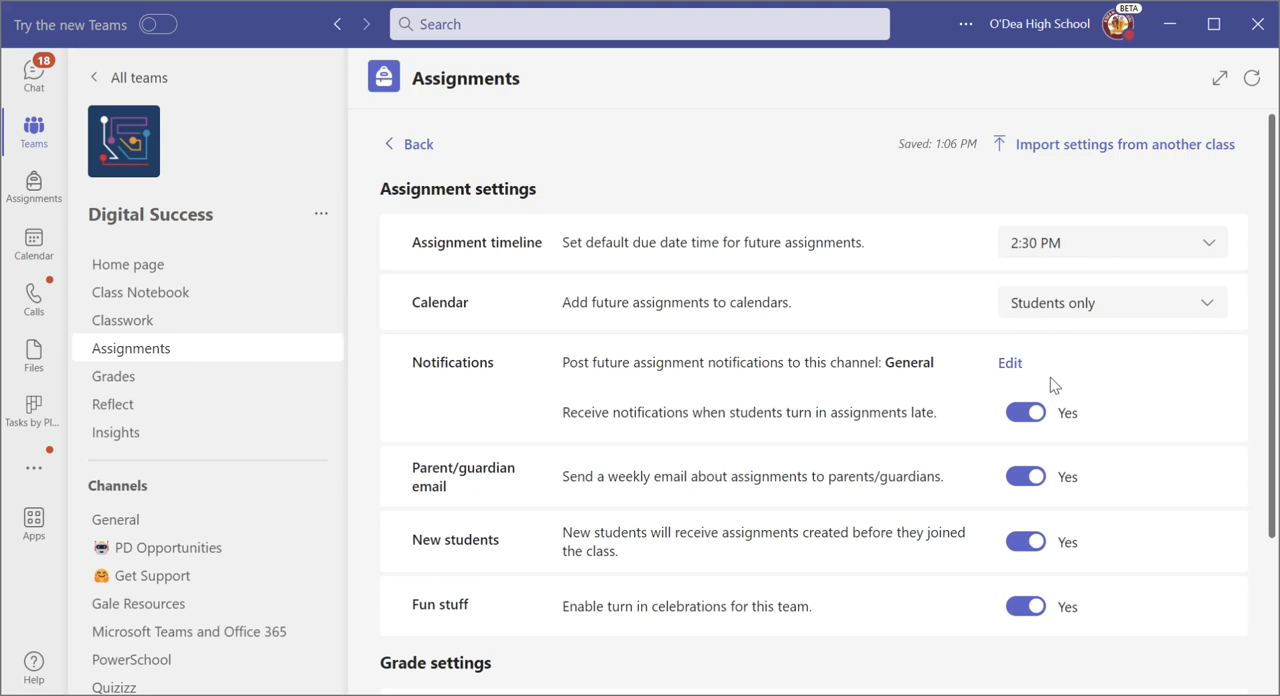 Try the new Teams
Search
O'Dea High School
BETA
18
Chat
Teams
Assignments
Calendar
Calls
Files
Tasks by Pl...
Apps
Help
All teams
Digital Success
Home page
Class Notebook
Classwork
Assignments
Grades
Reflect
Insights
Channels
General
PD Opportunities
Get Support
Gale Resources
Microsoft Teams and Office 365
PowerSchool
Quizizz
Assignments
Back
Saved: 1:06 PM
Import settings from another class
Assignment settings
Assignment timeline
Set default due date time for future assignments.
2:30 PM
Calendar
Add future assignments to calendars.
Students only
Notifications
Post future assignment notifications to this channel: General
Edit
Receive notifications when students turn in assignments late.
Yes
Parent/guardian
email
Send a weekly email about assignments to parents/guardians.
Yes
New students
New students will receive assignments created before they joined
the class.
Yes
Fun stuff
Enable turn in celebrations for this team.
Yes
Grade settings